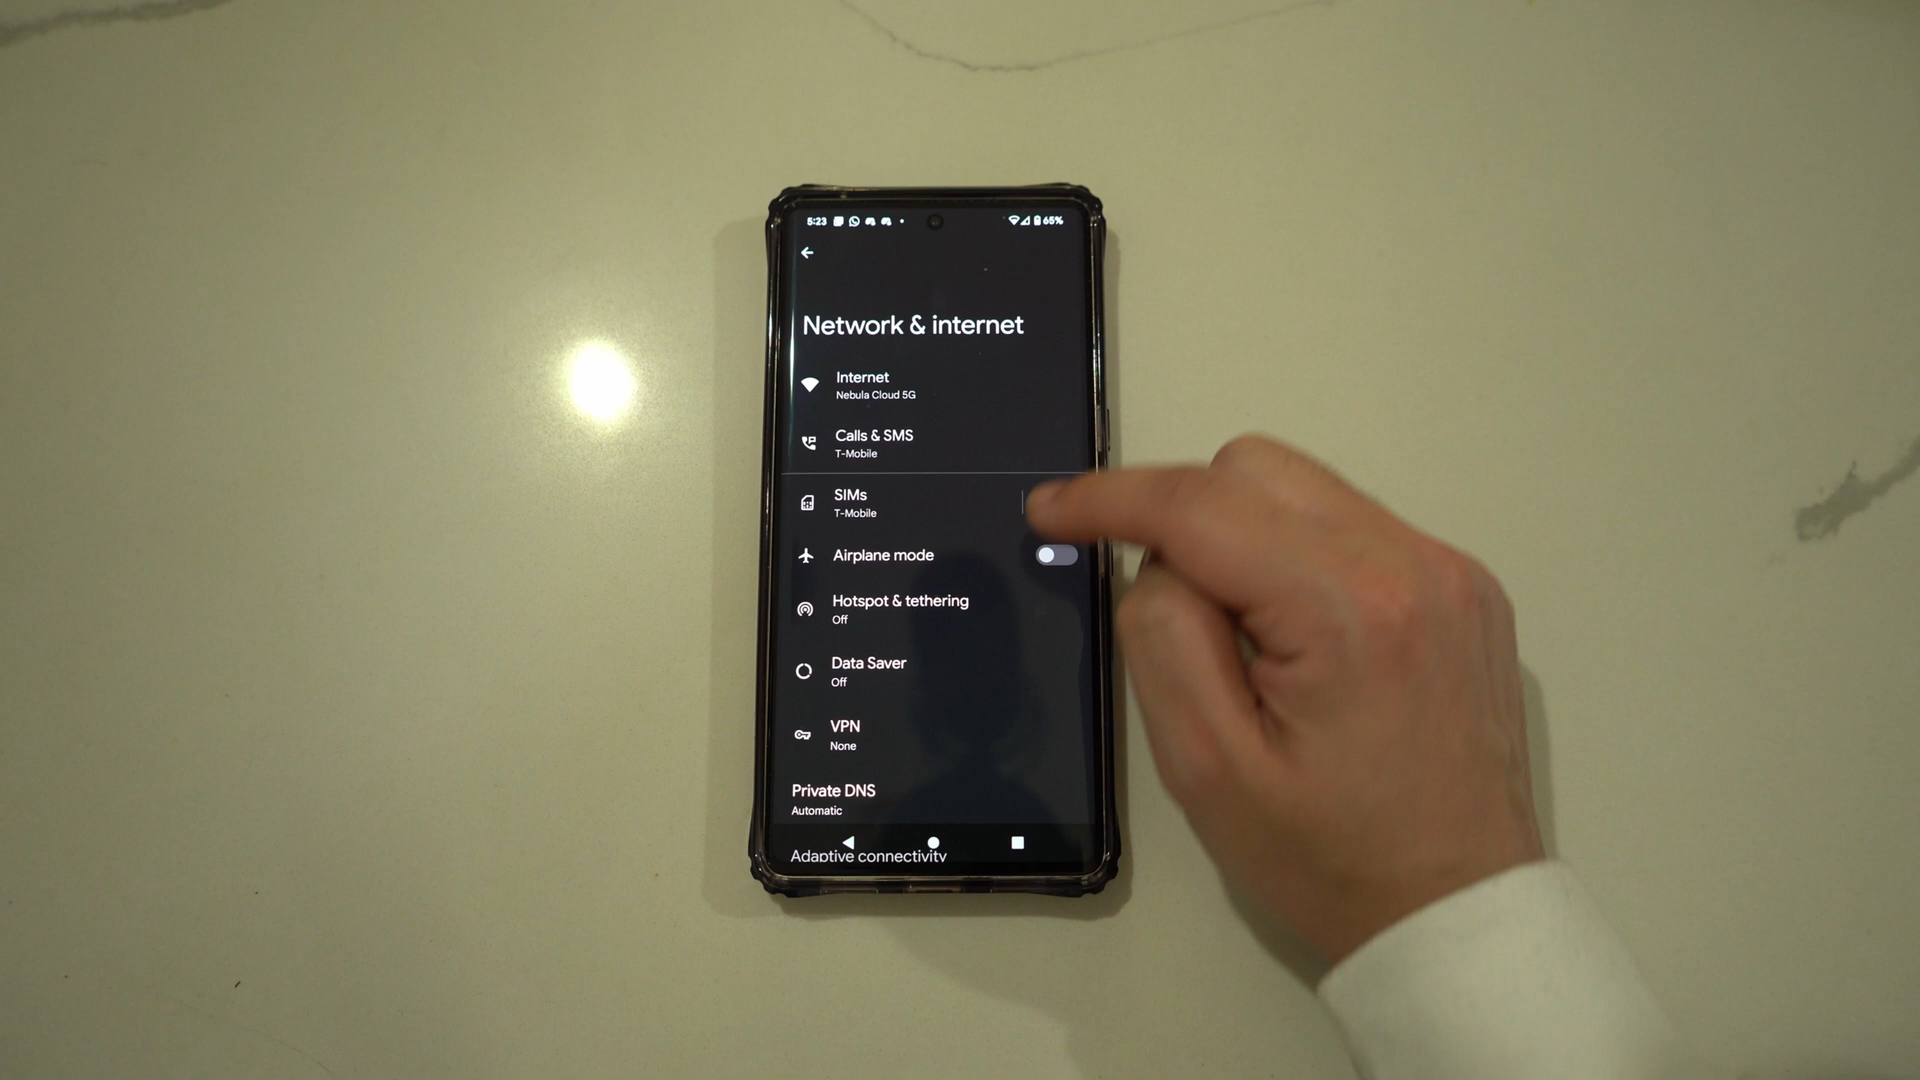 5:23 65%
Network & internet
Internet
Nebula Cloud 5G
Calls & SMS
T-Mobile
SIMs
T-Mobile
Airplane mode
Hotspot & tethering
Off
Data Saver
Off
VPN
None
Private DNS
Automatic
Adaptive connectivity